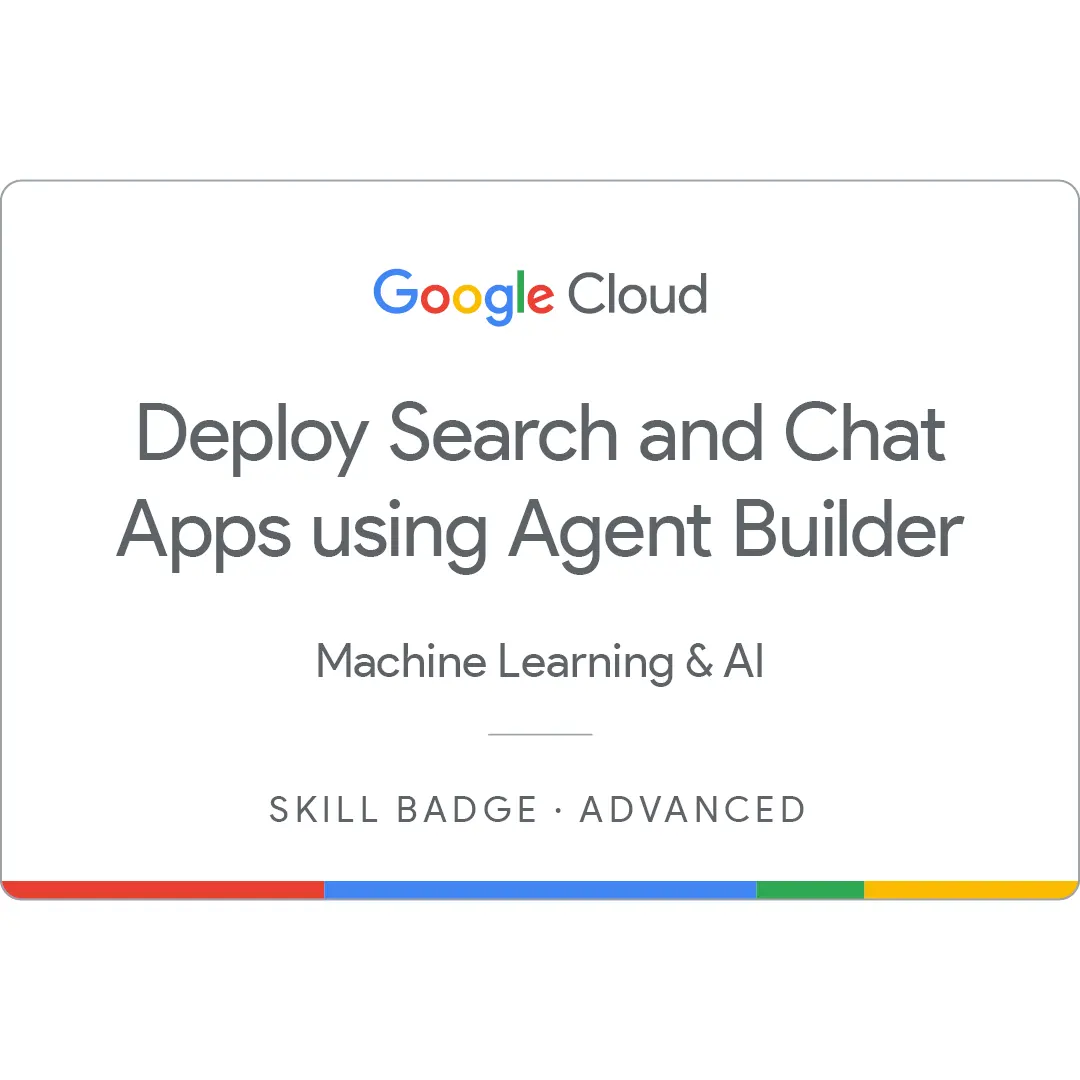 Google Cloud
Deploy Search and Chat
Apps using Agent Builder
Machine Learning & AI
SKILL BADGE · ADVANCED